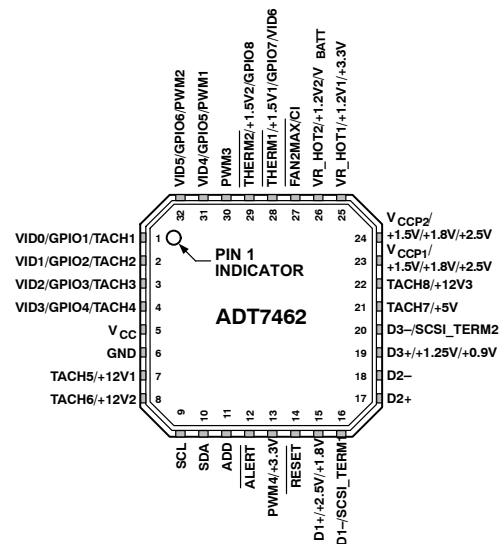 VID5/GPIO6/PWM2
VID4/GPIO5/PWM1
PWM3
THERM2/+1.5V2/GPIO8
THERM1/+1.5V1/GPIO7/VID6
FAN2MAX/CI
VR_HOT2/+1.2V2/V BATT
VR_HOT1/+1.2V1/+3.3V
32
31
30
29
28
27
26
25
VID0/GPIO1/TACH1
1
VID1/GPIO2/TACH2
2
VID2/GPIO3/TACH3
3
VID3/GPIO4/TACH4
4
VCC
5
GND
6
TACH5/+12V1
7
TACH6/+12V2
8
PIN 1
INDICATOR
ADT7462
24
VCCP2/
+1.5V/+1.8V/+2.5V
23
VCCP1/
+1.5V/+1.8V/+2.5V
22
TACH8/+12V3
21
TACH7/+5V
20
D3–/SCSI_TERM2
19
D3+/+1.25V/+0.9V
18
D2–
17
D2+
9
10
11
12
13
14
15
16
SCL
SDA
ADD
ALERT
PWM4/+3.3V
RESET
D1+/+2.5V/+1.8V
D1–/SCSI_TERM1